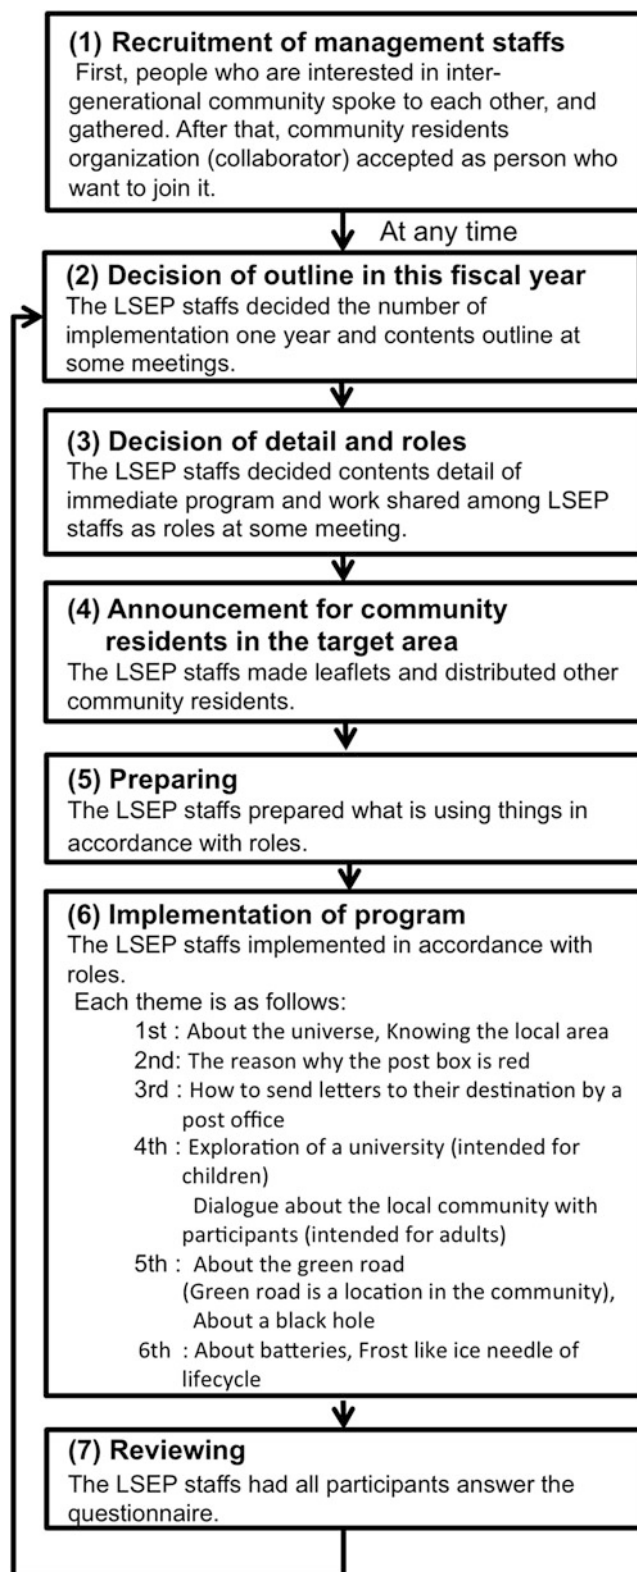 (1) Recruitment of management staffs
First, people who are interested in inter-
generational community spoke to each other, and
gathered. After that, community residents
organization (collaborator) accepted as person who
want to join it.
At any time
(2) Decision of outline in this fiscal year
The LSEP staffs decided the number of
implementation one year and contents outline at
some meetings.
(3) Decision of detail and roles
The LSEP staffs decided contents detail of
immediate program and work shared among LSEP
staffs as roles at some meeting.
(4) Announcement for community
residents in the target area
The LSEP staffs made leaflets and distributed other
community residents.
(5) Preparing
The LSEP staffs prepared what is using things in
accordance with roles.
(6) Implementation of program
The LSEP staffs implemented in accordance with
roles.
Each theme is as follows:
1st : About the universe, Knowing the local area
2nd: The reason why the post box is red
3rd : How to send letters to their destination by a
post office
4th : Exploration of a university (intended for
children)
Dialogue about the local community with
participants (intended for adults)
5th : About the green road
(Green road is a location in the community),
About a black hole
6th : About batteries, Frost like ice needle of
lifecycle
(7) Reviewing
The LSEP staffs had all participants answer the
questionnaire.